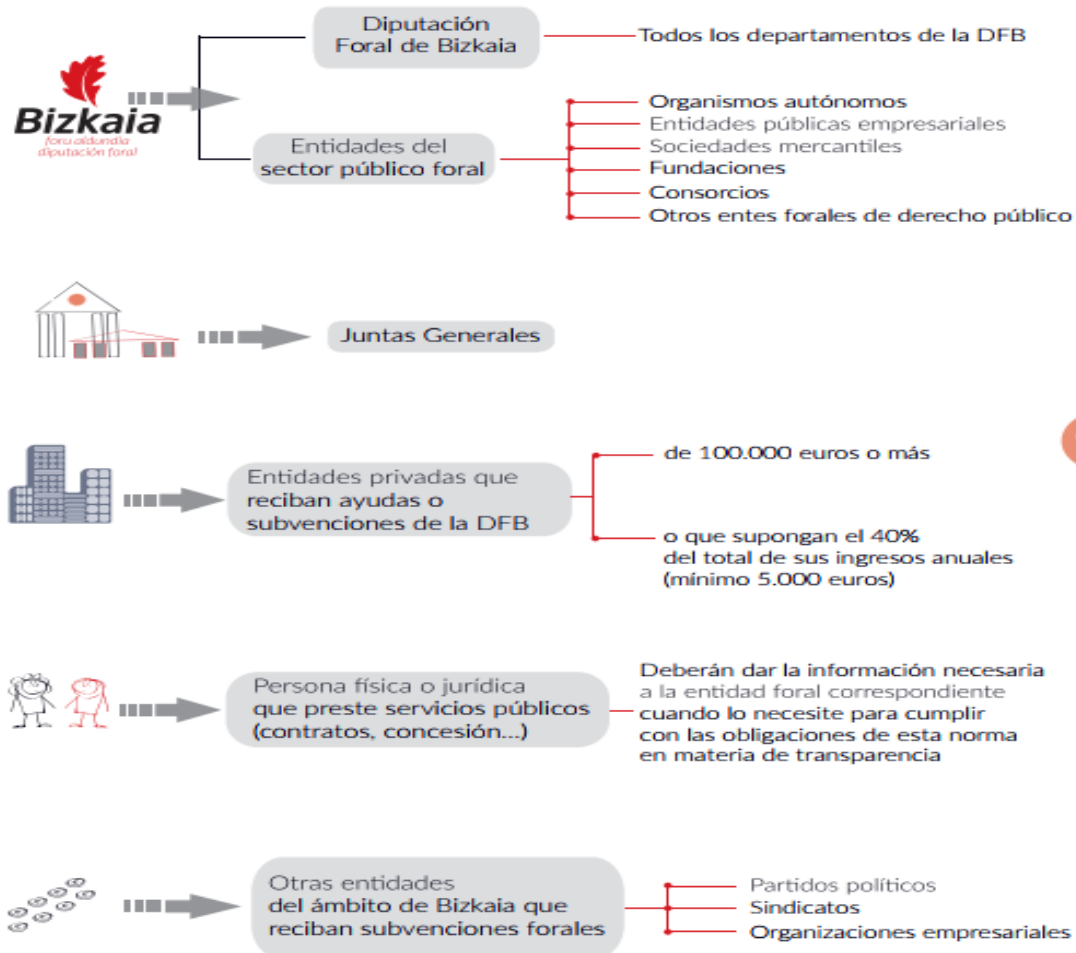 Diputación
Foral de Bizkaia
Todos los departamentos de la DFB
Bizkaia
foru aldundia
diputación foral
Entidades del
sector público foral
Organismos autónomos
Entidades públicas empresariales
Sociedades mercantiles
Fundaciones
Consorcios
Otros entes forales de derecho público
Juntas Generales
Entidades privadas que
reciban ayudas o
subvenciones de la DFB
de 100.000 euros o más
o que supongan el 40%
del total de sus ingresos anuales
(mínimo 5.000 euros)
Persona física o jurídica
que preste servicios públicos
(contratos, concesión...)
Deberán dar la información necesaria
a la entidad foral correspondiente
cuando lo necesite para cumplir
con las obligaciones de esta norma
en materia de transparencia
Otras entidades
del ámbito de Bizkaia que
reciban subvenciones forales
Partidos políticos
Sindicatos
Organizaciones empresariales